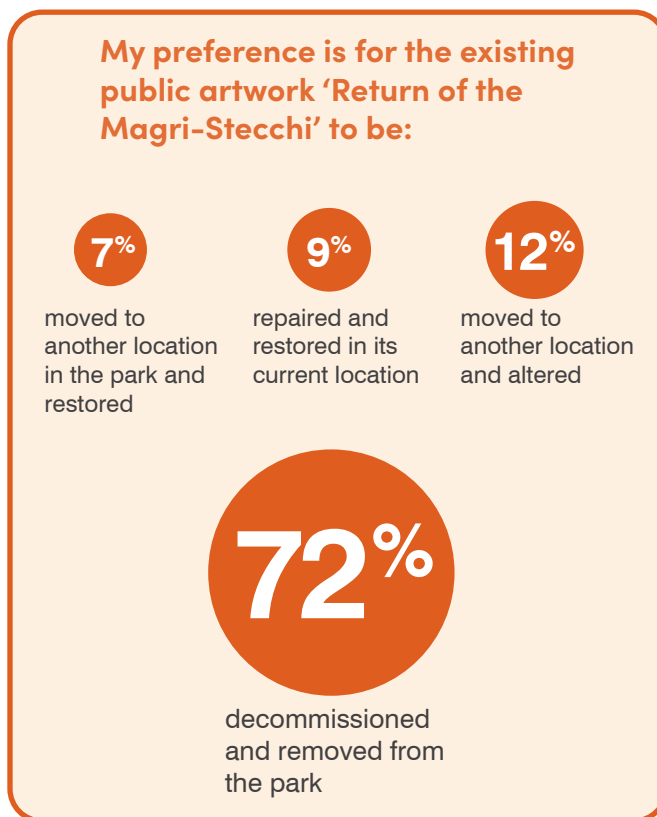 My preference is for the existing
public artwork ‘Return of the
Magri-Stecchi’ to be:
7%
moved to
another location
in the park and
restored
9%
repaired and
restored in its
current location
12%
moved to
another location
and altered
72%
decommissioned
and removed from
the park